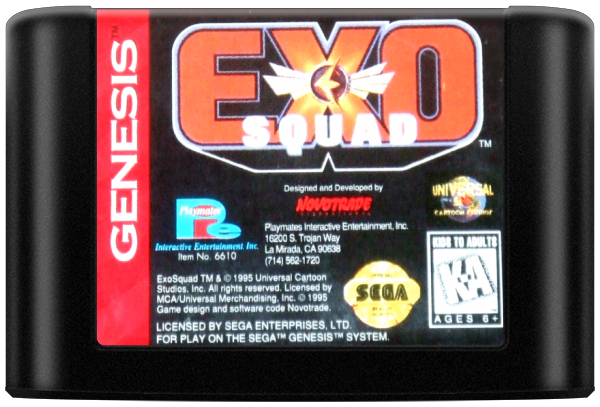 GENESIS™
EXO
SQUAD
™
Designed and Developed by
NOVOTRADE
INTERNATIONAL
UNIVERSAL
CARTOON STUDIOS
Playmates
Interactive Entertainment, Inc.
Item No. 6610
Playmates Interactive Entertainment, Inc.
16200 S. Trojan Way
La Mirada, CA 90638
(714) 562-1720
KIDS TO ADULTS
K-A
AGES 6+
ExoSquad TM & © 1995 Universal Cartoon
Studios, Inc. All rights reserved. Licensed by
MCA/Universal Merchandising, Inc. © 1995
Game design and software code Novotrade.
SEGA
LICENSED BY SEGA ENTERPRISES, LTD.
FOR PLAY ON THE SEGA™ GENESIS™ SYSTEM.